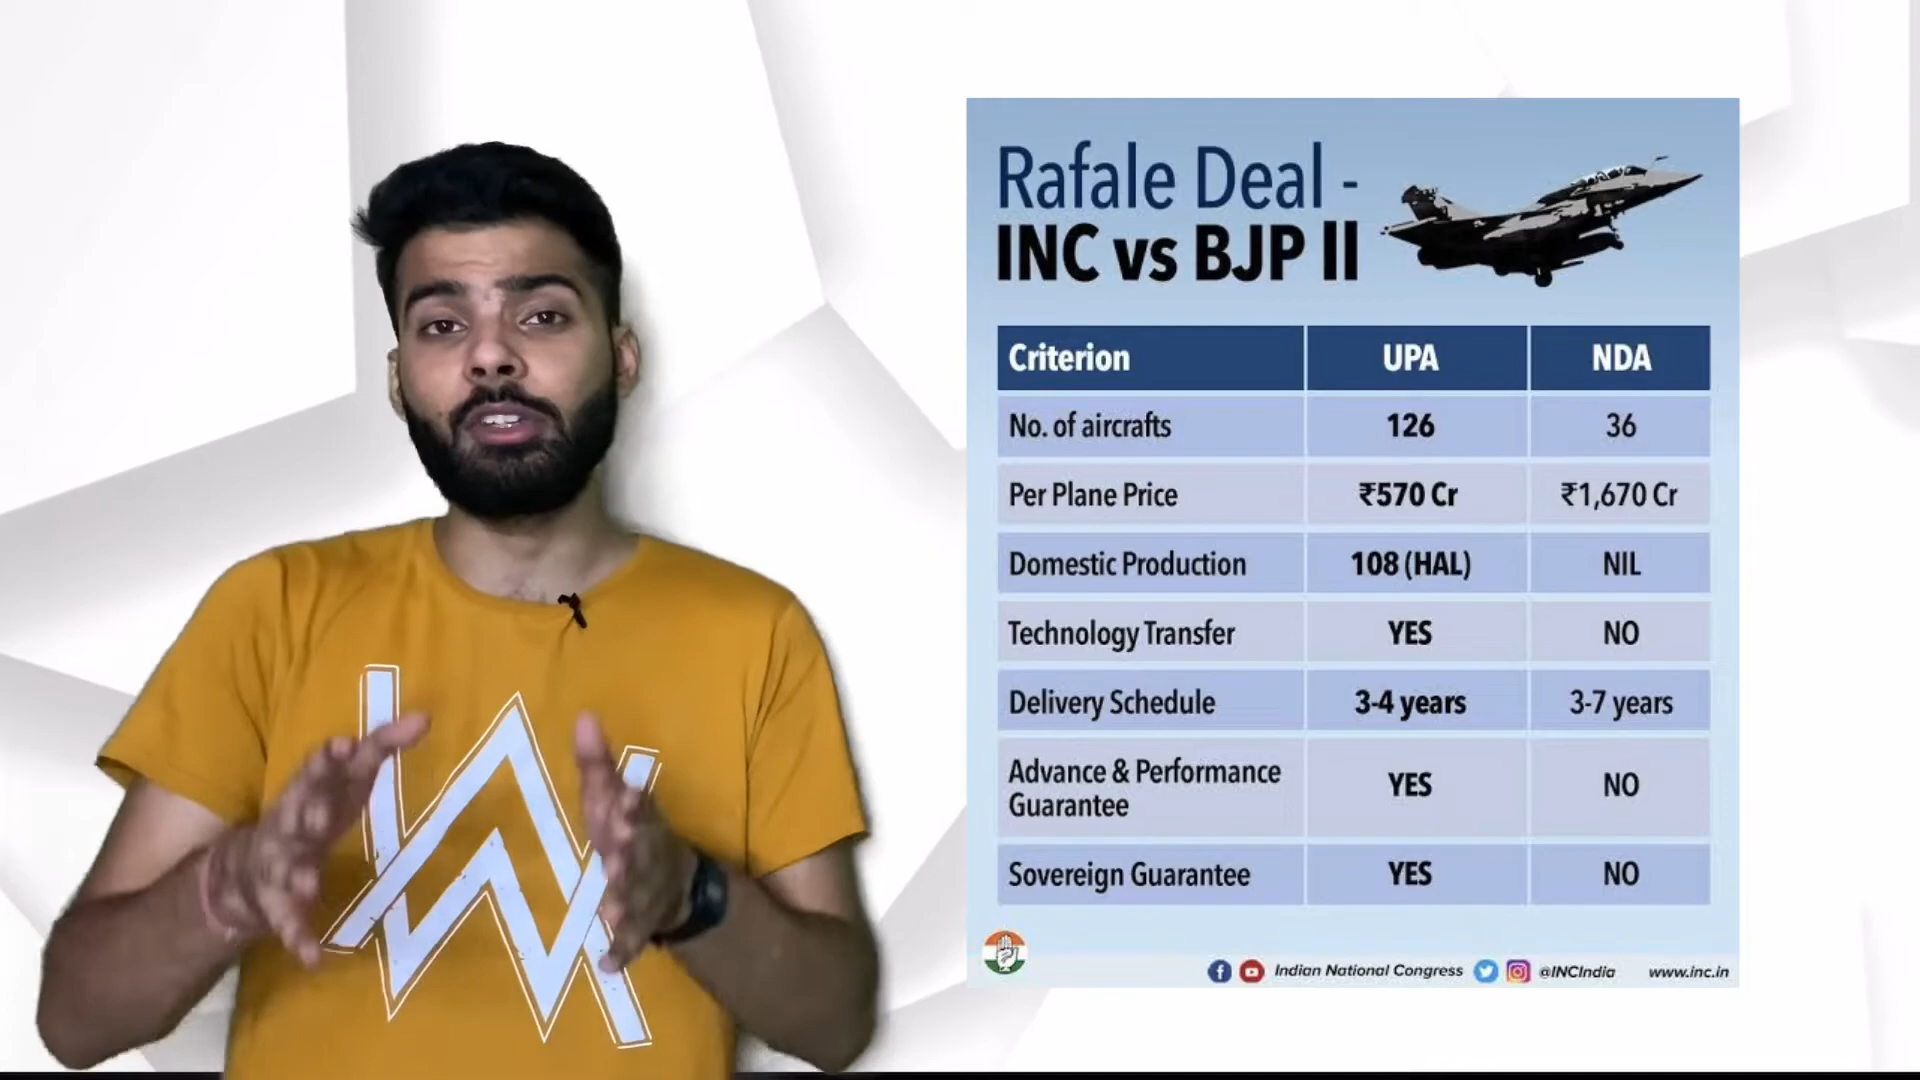 Rafale Deal -
INC vs BJP II
Criterion UPA NDA
No. of aircrafts 126 36
Per Plane Price ₹570 Cr ₹1,670 Cr
Domestic Production 108 (HAL) NIL
Technology Transfer YES NO
Delivery Schedule 3-4 years 3-7 years
Advance & Performance
Guarantee YES NO
Sovereign Guarantee YES NO
Indian National Congress @INCIndia www.inc.in